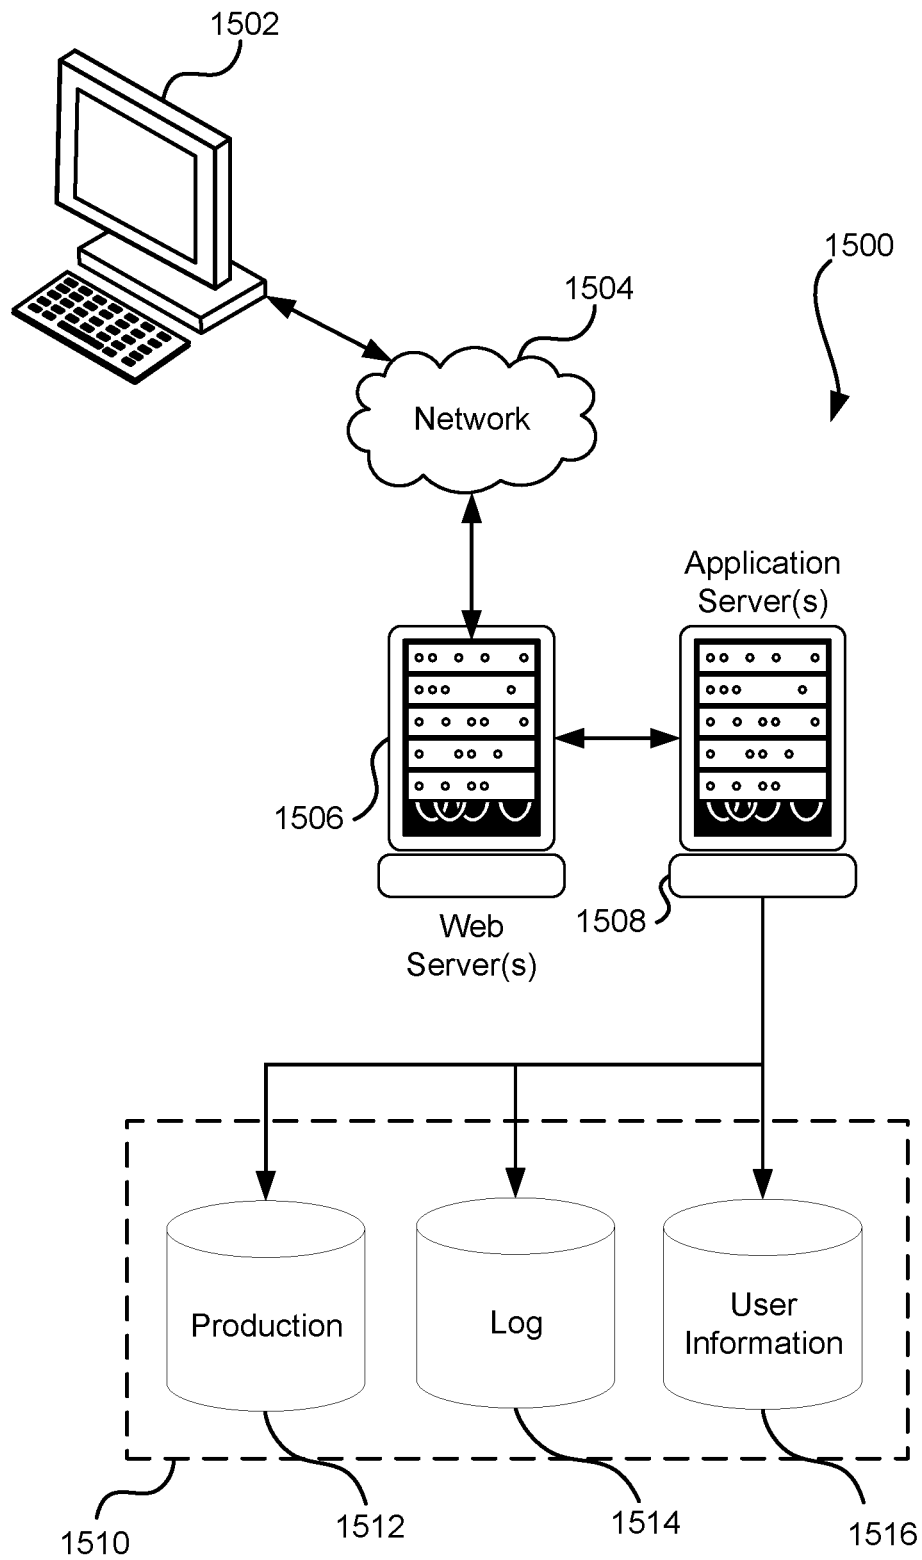 1502
1500
1504
Network
Application
Server(s)
1506
1508
Web
Server(s)
Production
Log
User
Information
1510
1512
1514
1516